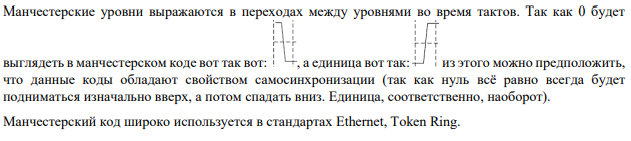 Манчестерские уровни выражаются в переходах между уровнями во время тактов. Так как 0 будет
выглядеть в манчестерском коде вот так вот: , а единица вот так: из этого можно предположить,
что данные коды обладают свойством самосинхронизации (так как нуль всё равно всегда будет
подниматься изначально вверх, а потом спадать вниз. Единица, соответственно, наоборот).
Манчестерский код широко используется в стандартах Ethernet, Token Ring.